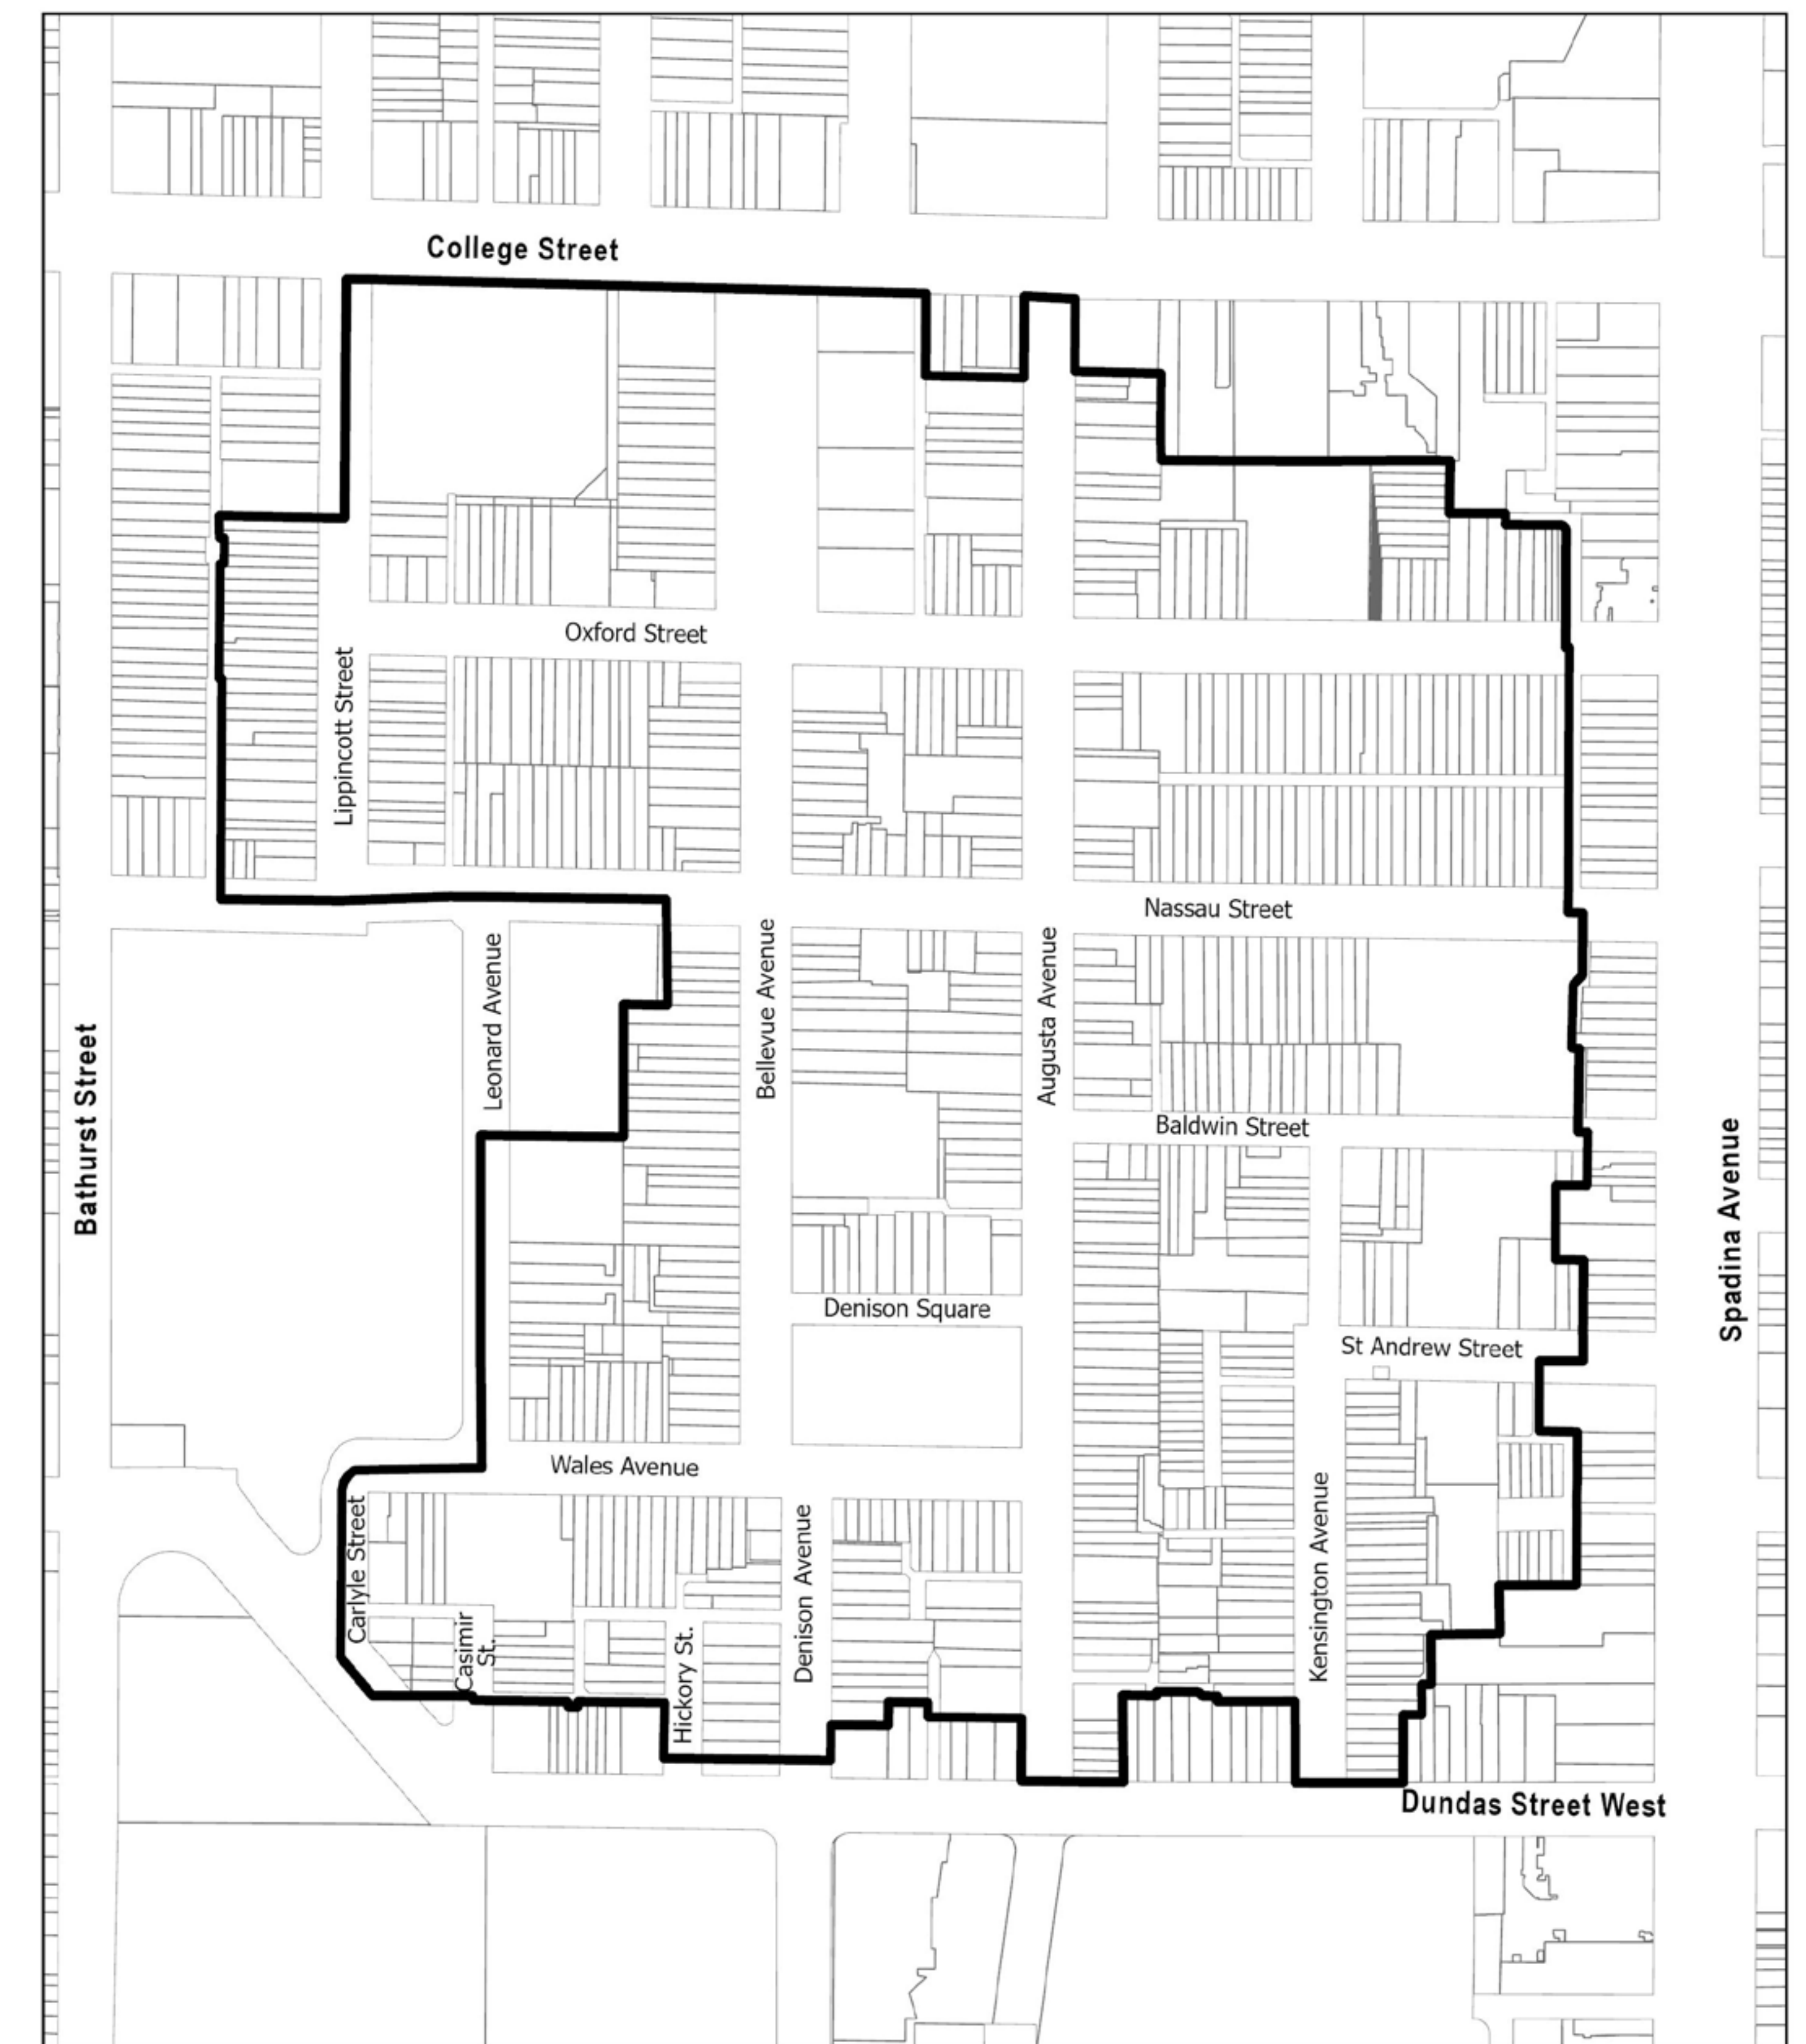 College Street
Oxford Street
Lippincott Street
Nassau Street
Leonard Avenue
Bellevue Avenue
Augusta Avenue
Bathurst Street
Baldwin Street
Spadina Avenue
Denison Square
St Andrew Street
Wales Avenue
Carlyle Street
Casimir
St.
Hickory St.
Denison Avenue
Kensington Avenue
Dundas Street West